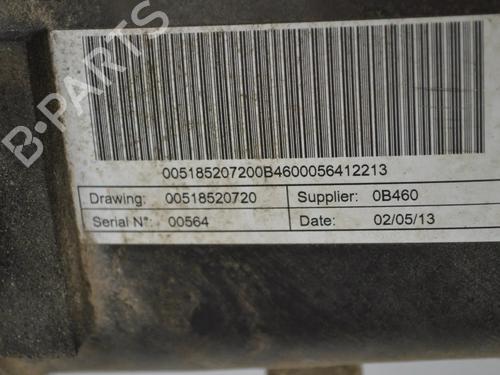 B-PARTS
005185207200B4600056412213
Drawing: 00518520720 Supplier: 0B460
Serial N°: 00564 Date: 02/05/13